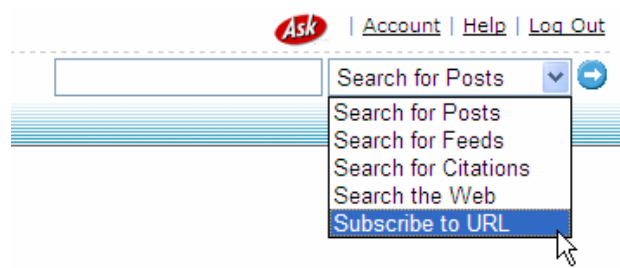 Ask | Account | Help | Log Out
Search for Posts
Search for Posts
Search for Feeds
Search for Citations
Search the Web
Subscribe to URL